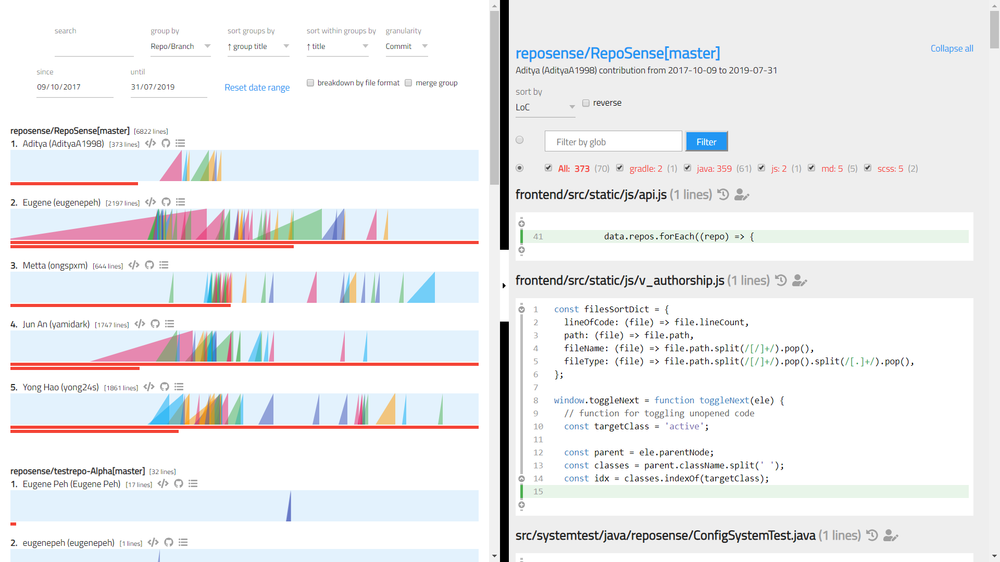 search
group by
sort groups by
sort within groups by
granularity
Repo/Branch
↑ group title
↑ title
Commit
since
until
09/10/2017
31/07/2019
Reset date range
breakdown by file format
merge group
reposense/RepoSense[master] [6822 lines]
1. Aditya (AdityaA1998) [373 lines]
2. Eugene (eugenepeh) [2197 lines]
3. Metta (ongspxm) [644 lines]
4. Jun An (yamidark) [1747 lines]
5. Yong Hao (yong24s) [1861 lines]
reposense/testrepo-Alpha[master] [32 lines]
1. Eugene Peh (Eugene Peh) [17 lines]
2. eugenepeh (eugenepeh) [1 lines]
reposense/RepoSense[master]
Collapse all
Aditya (AdityaA1998) contribution from 2017-10-09 to 2019-07-31
sort by
LoC
reverse
Filter by glob
Filter
All: 373 (70) gradle: 2 (1) java: 359 (61) js: 2 (1) md: 5 (5) scss: 5 (2)
frontend/src/static/js/api.js (1 lines)
41 data.repos.forEach((repo) => {
frontend/src/static/js/v_authorship.js (1 lines)
1 const filesSortDict = {
2 lineOfCode: (file) => file.lineCount,
3 path: (file) => file.path,
4 fileName: (file) => file.path.split(/[/]+/).pop(),
5 fileType: (file) => file.path.split(/[/]+/).pop().split(/[.]+/).pop(),
6 };
7
8 window.toggleNext = function toggleNext(ele) {
9 // function for toggling unopened code
10 const targetClass = 'active';
11
12 const parent = ele.parentNode;
13 const classes = parent.className.split(' ');
14 const idx = classes.indexOf(targetClass);
15
src/systemtest/java/reposense/ConfigSystemTest.java (1 lines)